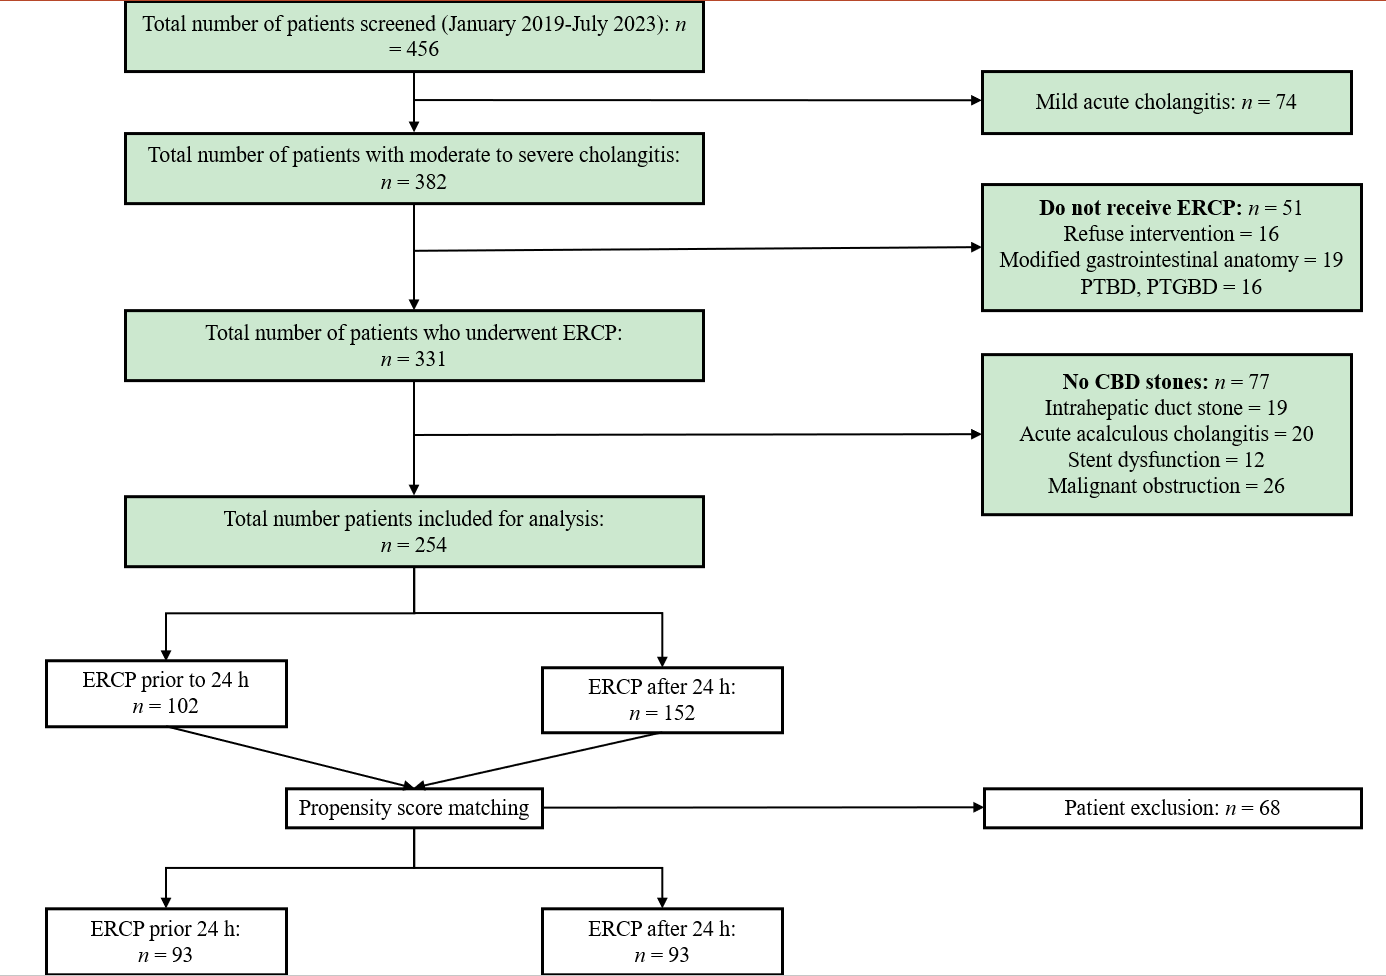 Total number of patients screened (January 2019-July 2023): n
= 456
Mild acute cholangitis: n = 74
Total number of patients with moderate to severe cholangitis:
n = 382
Do not receive ERCP: n = 51
Refuse intervention = 16
Modified gastrointestinal anatomy = 19
PTBD, PTGBD = 16
Total number of patients who underwent ERCP:
n = 331
No CBD stones: n = 77
Intrahepatic duct stone = 19
Acute acalculous cholangitis = 20
Stent dysfunction = 12
Malignant obstruction = 26
Total number patients included for analysis:
n = 254
ERCP prior to 24 h
n = 102
ERCP after 24 h:
n = 152
Propensity score matching
Patient exclusion: n = 68
ERCP prior 24 h:
n = 93
ERCP after 24 h:
n = 93